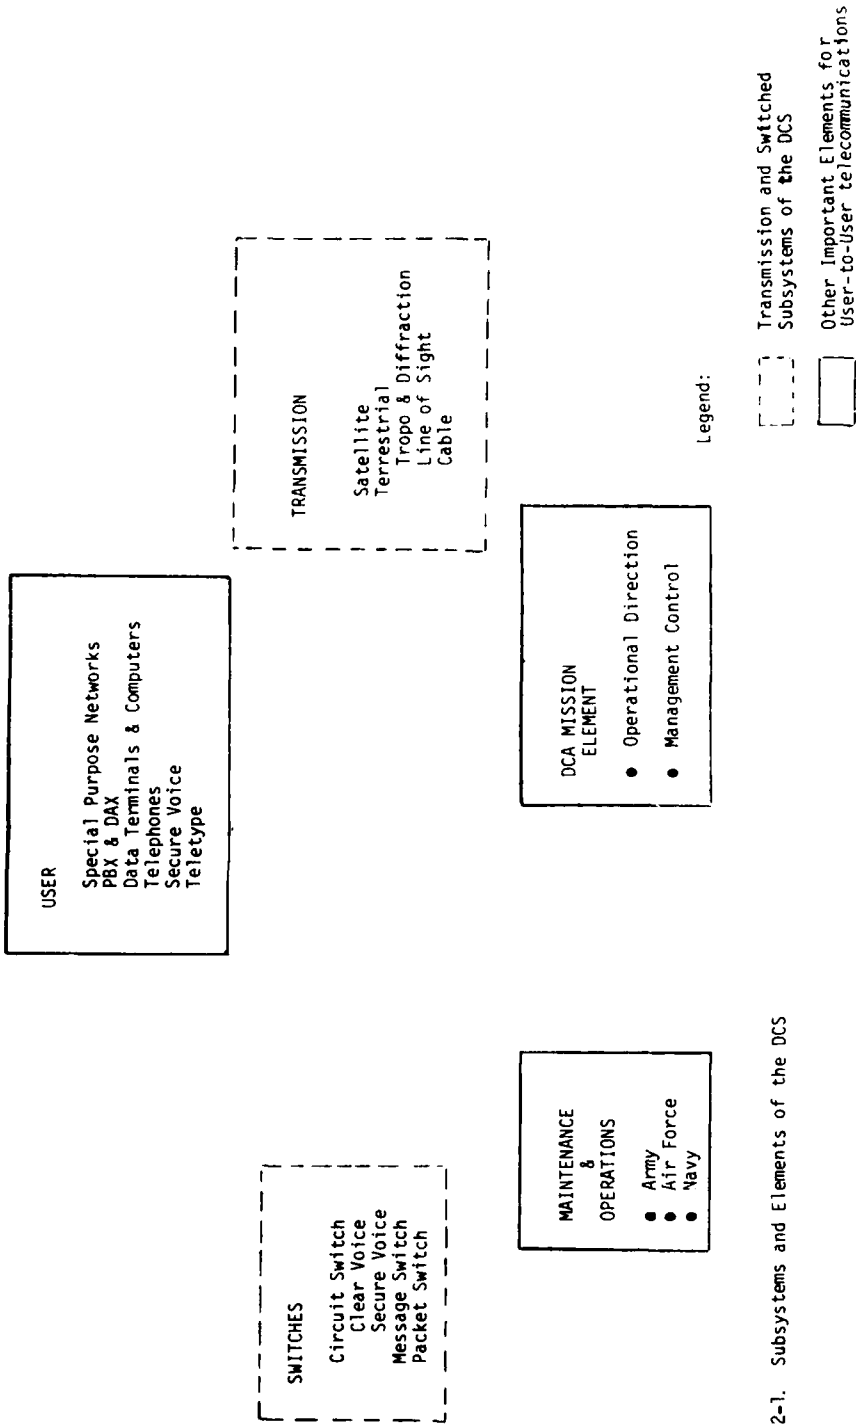 USER
Special Purpose Networks
PBX & DAX
Data Terminals & Computers
Telephones
Secure Voice
Teletype
SWITCHES
Circuit Switch
Clear Voice
Secure Voice
Message Switch
Packet Switch
TRANSMISSION
Satellite
Terrestrial
Tropo & Diffraction
Line of Sight
Cable
MAINTENANCE
&
OPERATIONS
● Army
● Air Force
● Navy
DCA MISSION
ELEMENT
● Operational Direction
● Management Control
Legend:
Transmission and Switched
Subsystems of the DCS
Other Important Elements for
User-to-User telecommunications
2-1. Subsystems and Elements of the DCS